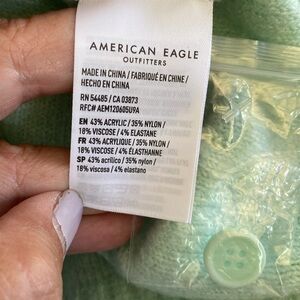 AMERICAN EAGLE
OUTFITTERS
MADE IN CHINA / FABRIQUÉ EN CHINE /
HECHO EN CHINA
RN 54485 / CA 03873
RFC# AEM120605U9A
EN 43% ACRYLIC / 35% NYLON /
18% VISCOSE / 4% ELASTANE
FR 43% ACRYLIQUE / 35% NYLON /
18% VISCOSE / 4% ÉLASTHANNE
SP 43% acrílico / 35% nylon /
18% viscosa / 4% elastano